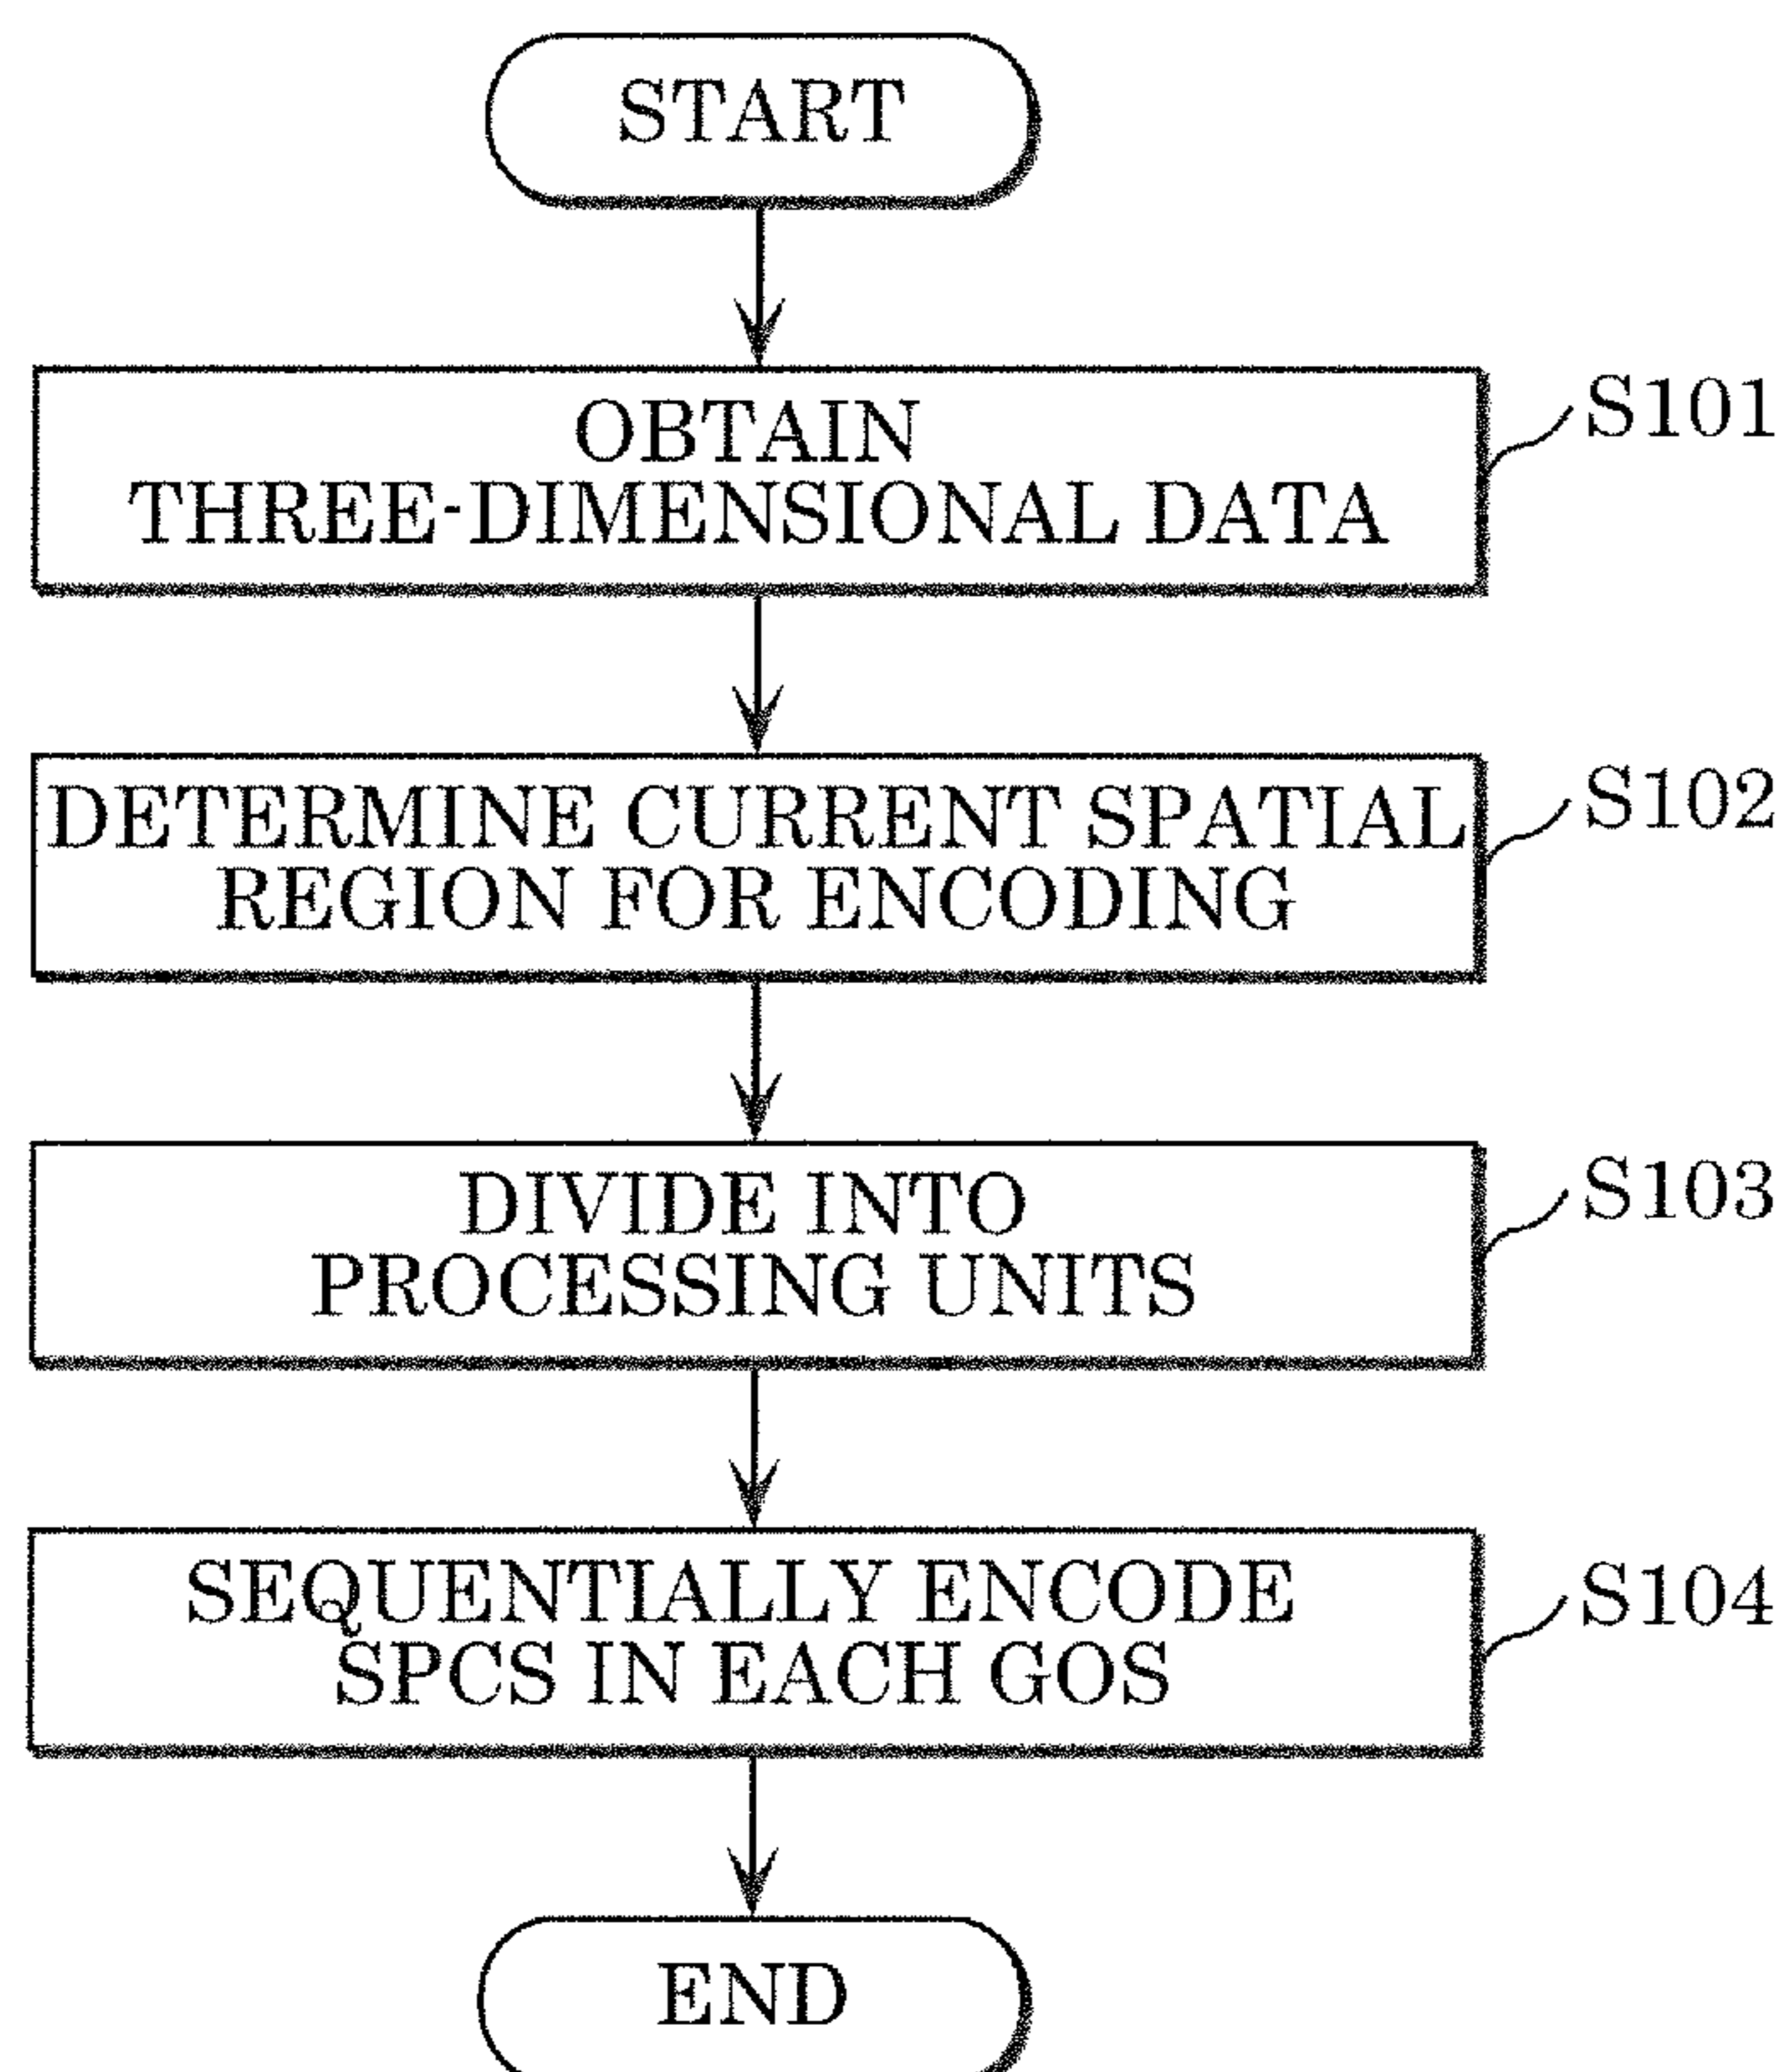 START
OBTAIN
THREE-DIMENSIONAL DATA
S101
DETERMINE CURRENT SPATIAL
REGION FOR ENCODING
S102
DIVIDE INTO
PROCESSING UNITS
S103
SEQUENTIALLY ENCODE
SPCS IN EACH GOS
S104
END